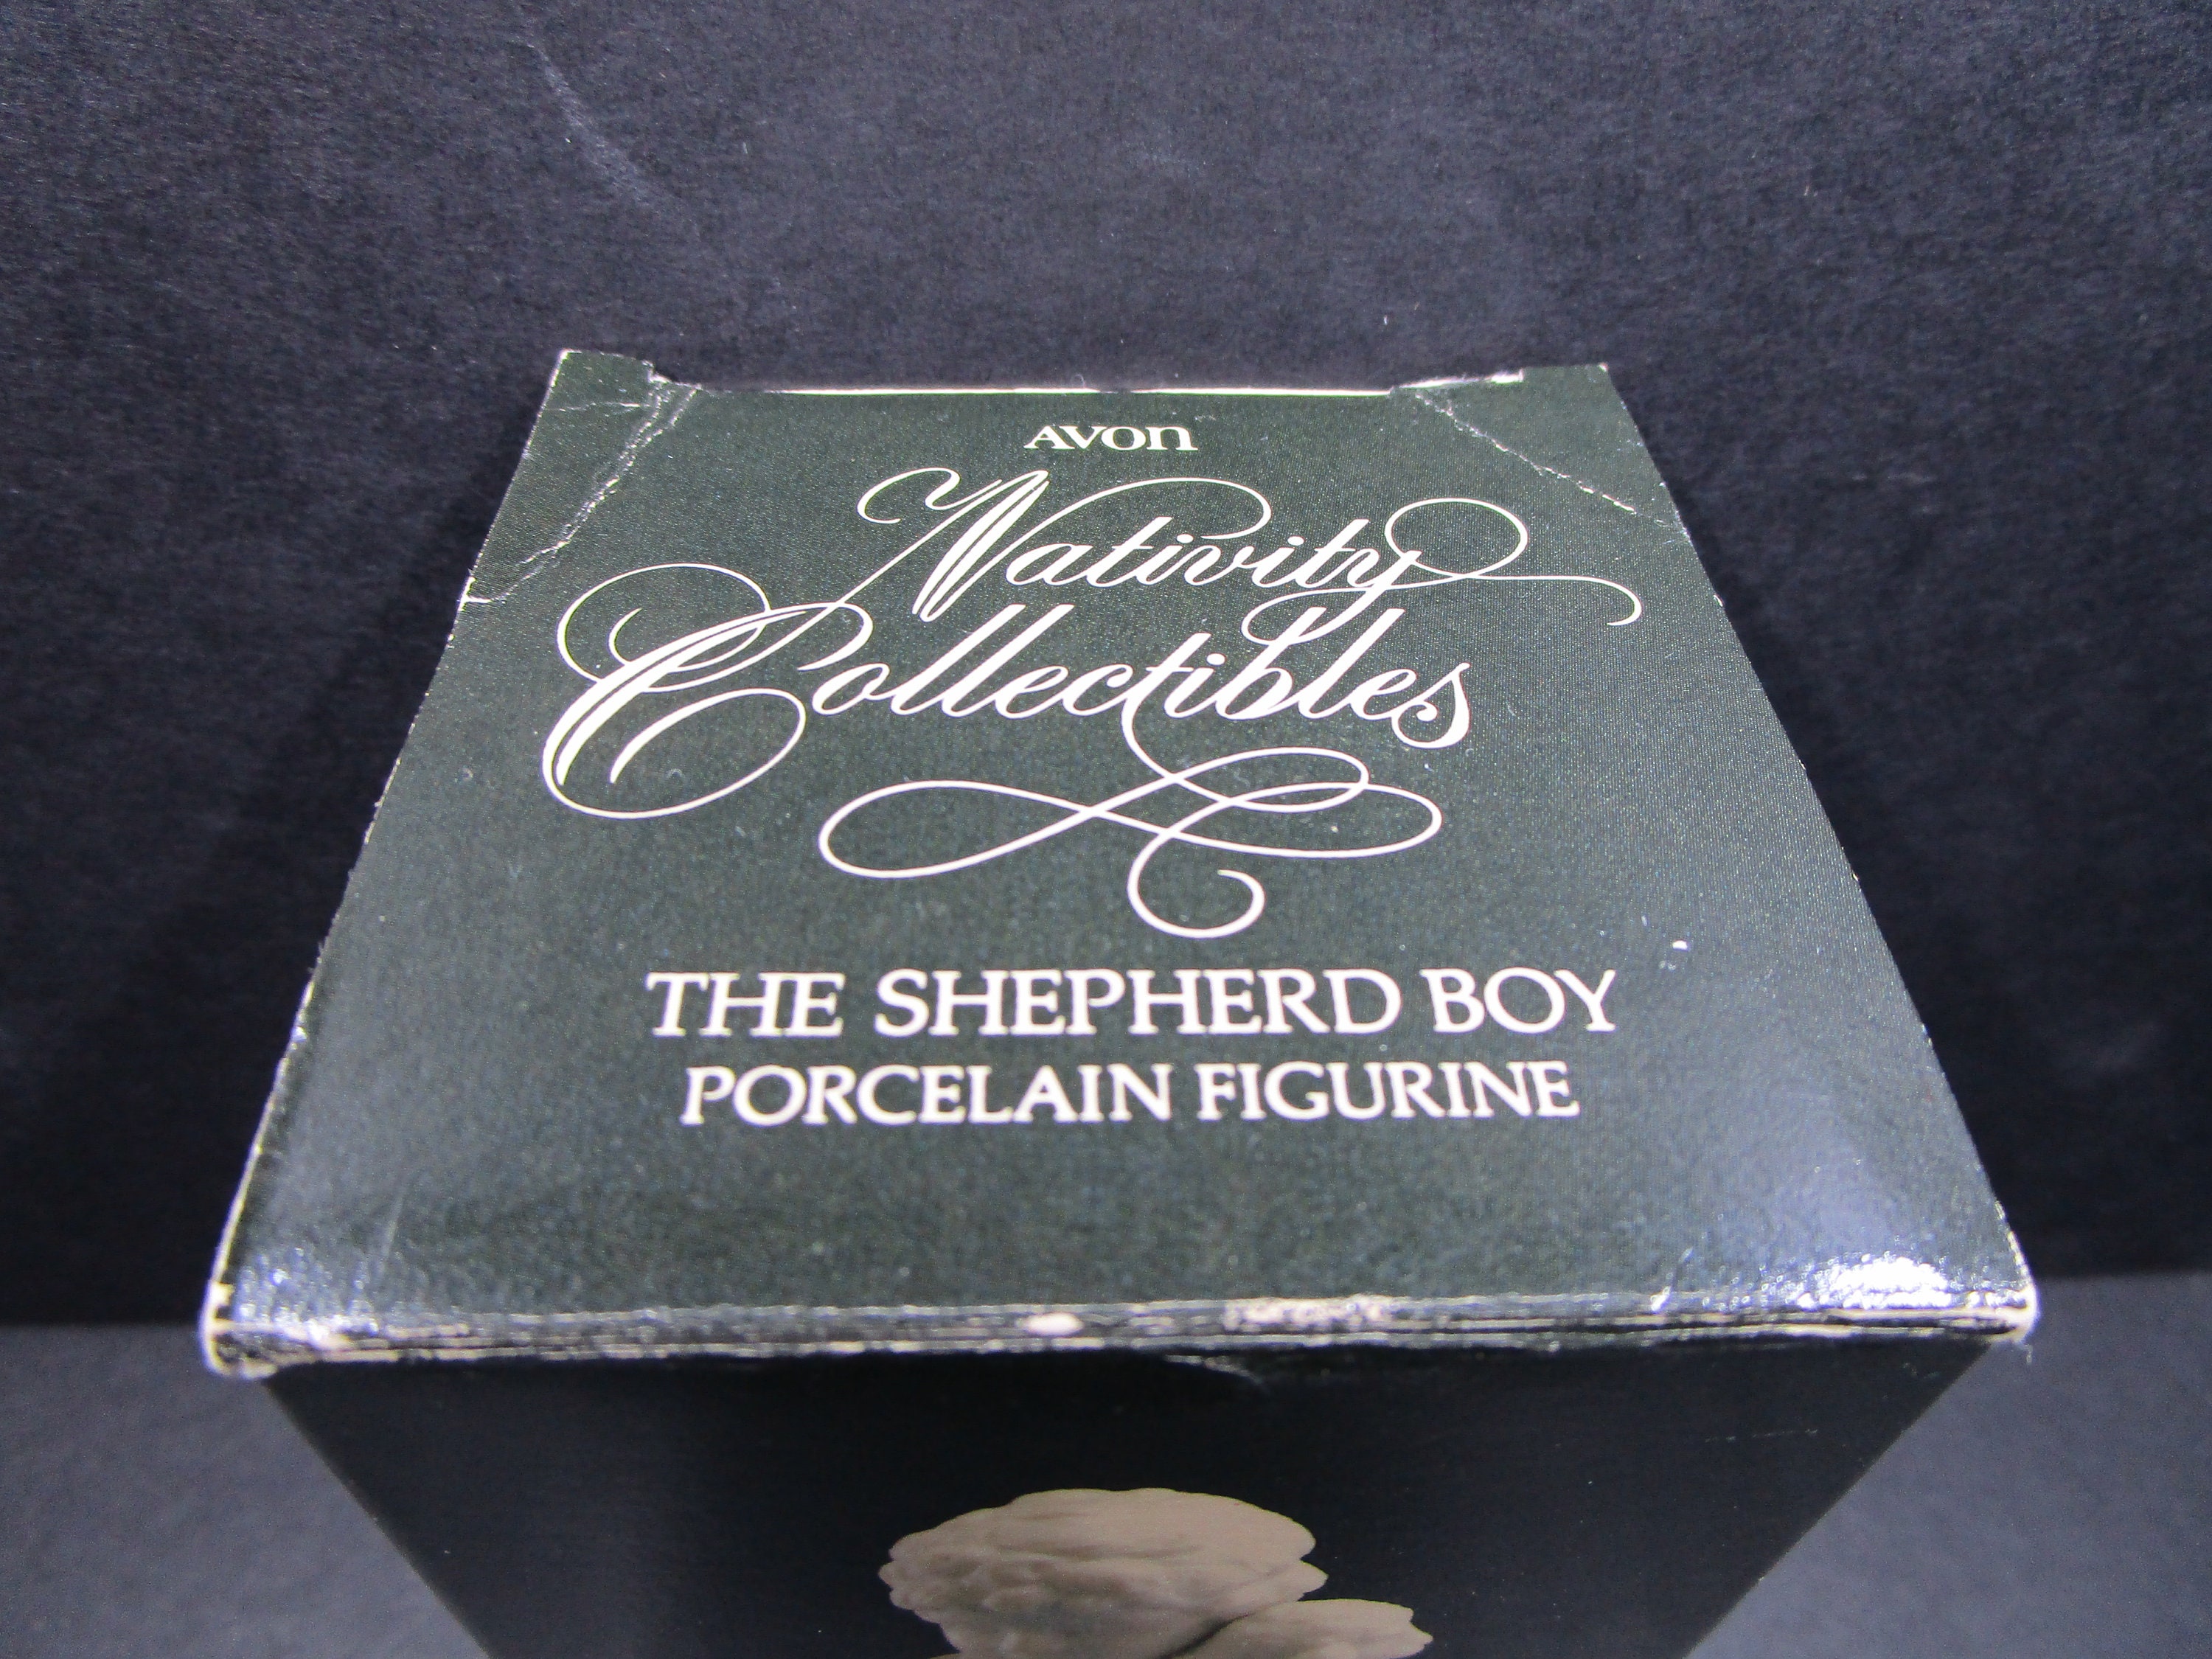 AVON
Nativity
Collectibles
THE SHEPHERD BOY
PORCELAIN FIGURINE